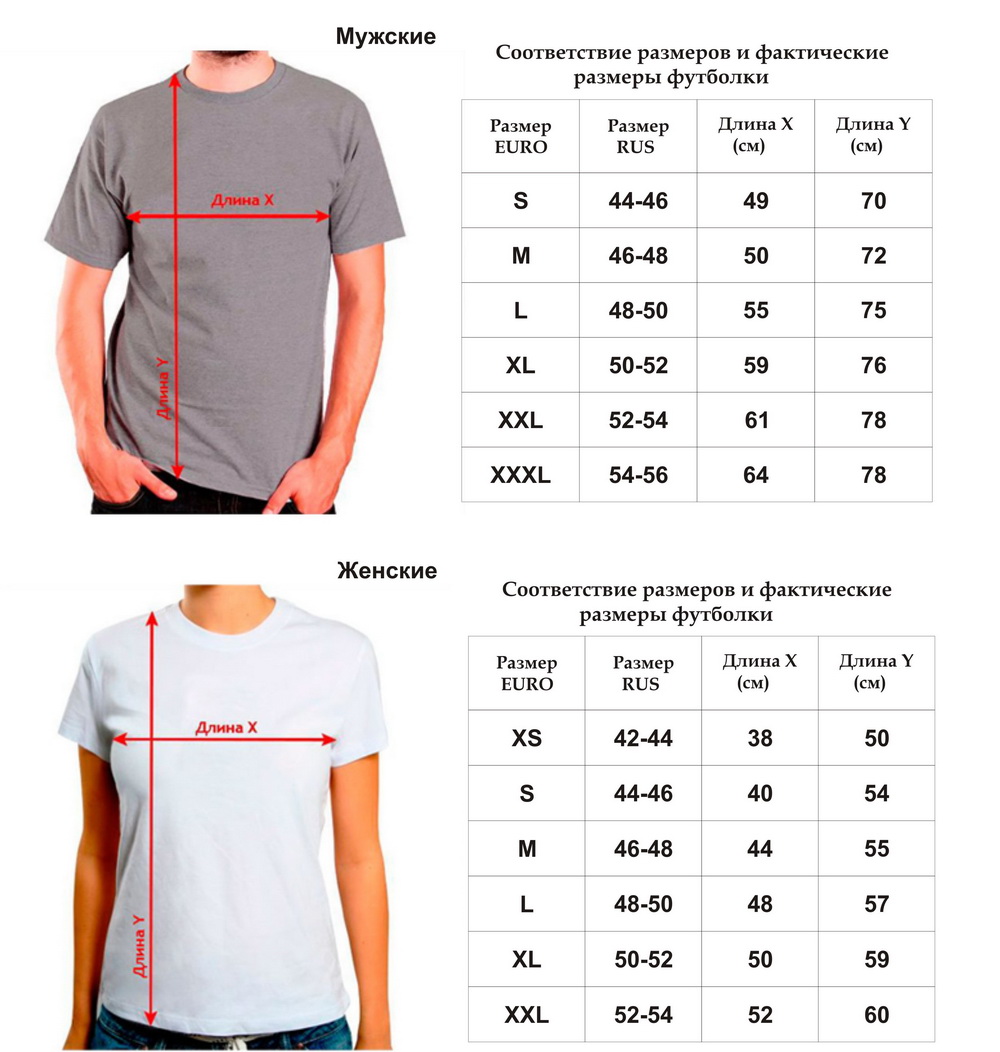 Мужские
Соответствие размеров и фактические
размеры футболки
Размер EURO Размер RUS Длина X (см) Длина Y (см)
S 44-46 49 70
M 46-48 50 72
L 48-50 55 75
XL 50-52 59 76
XXL 52-54 61 78
XXXL 54-56 64 78
Длина X
Длина Y
Женские
Соответствие размеров и фактические
размеры футболки
Размер EURO Размер RUS Длина X (см) Длина Y (см)
XS 42-44 38 50
S 44-46 40 54
M 46-48 44 55
L 48-50 48 57
XL 50-52 50 59
XXL 52-54 52 60
Длина X
Длина Y